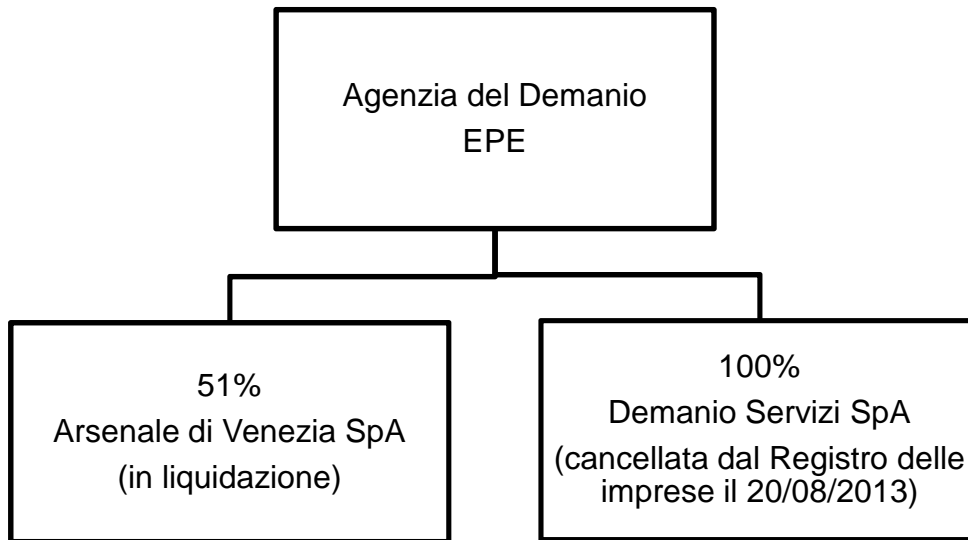 Agenzia del Demanio
EPE
51%
Arsenale di Venezia SpA
(in liquidazione)
100%
Demanio Servizi SpA
(cancellata dal Registro delle
imprese il 20/08/2013)